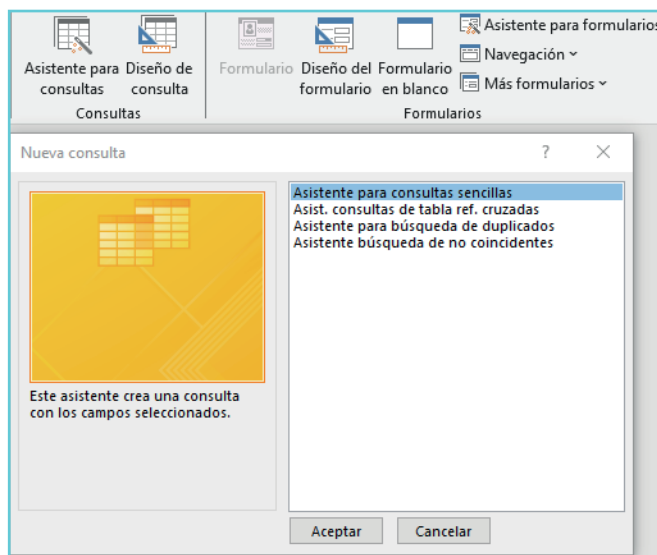 Asistente para consultas
Diseño de consulta
Consultas
Formulario
Diseño del formulario
Formulario en blanco
Asistente para formularios
Navegación
Más formularios
Formularios
Nueva consulta
?
Este asistente crea una consulta
con los campos seleccionados.
Asistente para consultas sencillas
Asist. consultas de tabla ref. cruzadas
Asistente para búsqueda de duplicados
Asistente búsqueda de no coincidentes
Aceptar
Cancelar